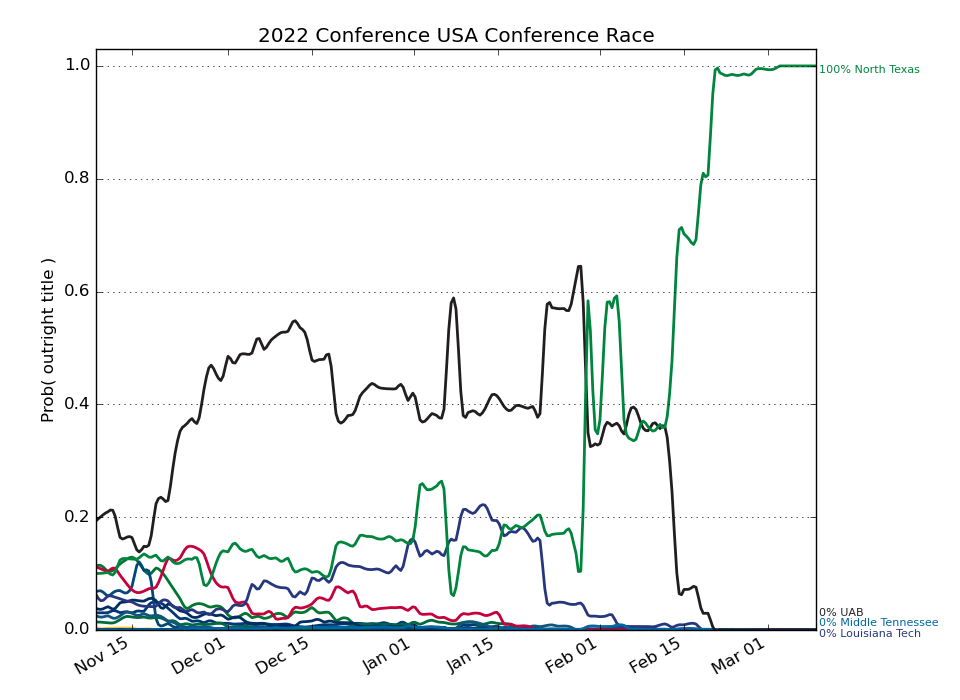 2022 Conference USA Conference Race
Prob( outright title )
1.0
0.8
0.6
0.4
0.2
0.0
100% North Texas
0% UAB
0% Middle Tennessee
0% Louisiana Tech
Nov 15
Dec 01
Dec 15
Jan 01
Jan 15
Feb 01
Feb 15
Mar 01